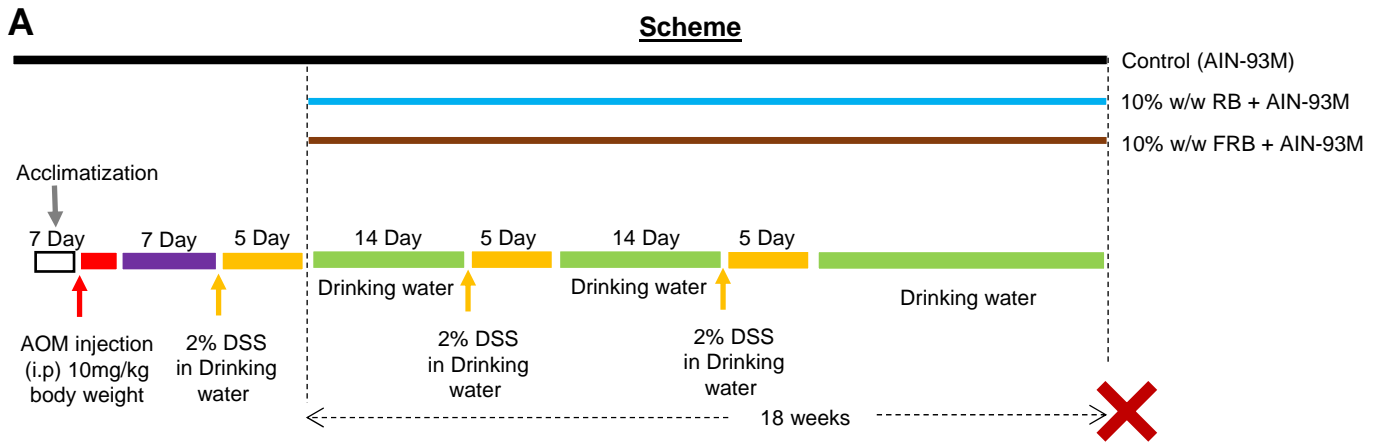 A
Scheme
Control (AIN-93M)
10% w/w RB + AIN-93M
10% w/w FRB + AIN-93M
Acclimatization
7 Day
7 Day
5 Day
14 Day
5 Day
14 Day
5 Day
Drinking water
Drinking water
Drinking water
AOM injection
(i.p) 10mg/kg
body weight
2% DSS
in Drinking
water
2% DSS
in Drinking
water
2% DSS
in Drinking
water
18 weeks